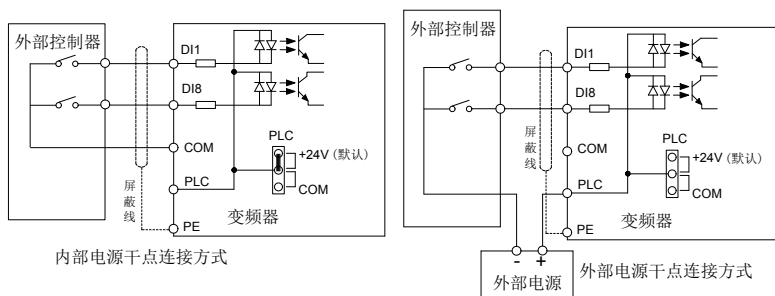 外部控制器
DI1
DI8
COM
PLC
PE
PLC
+24V (默认)
COM
屏蔽线
变频器
内部电源干点连接方式
外部控制器
DI1
DI8
COM
PLC
PE
PLC
+24V (默认)
COM
屏蔽线
变频器
- +
外部电源
外部电源干点连接方式